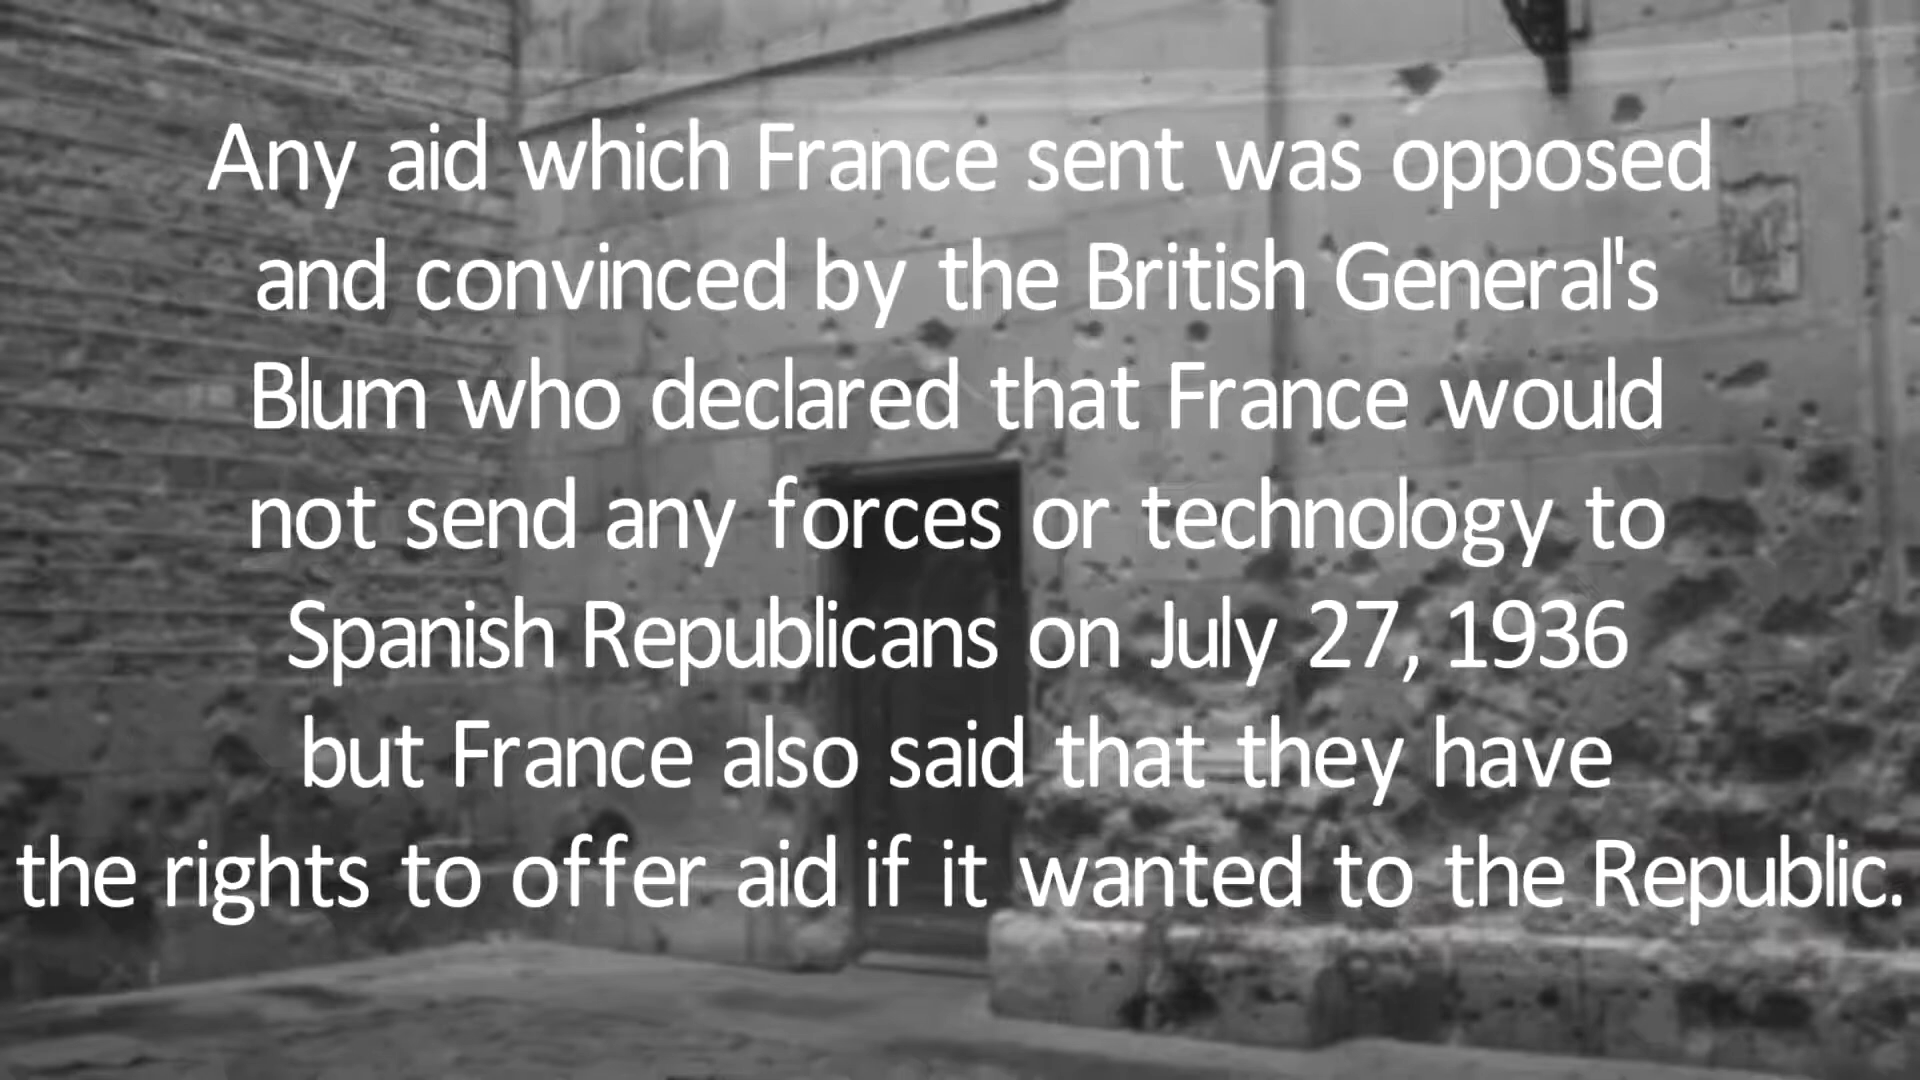 Any aid which France sent was opposed
and convinced by the British General's
Blum who declared that France would
not send any forces or technology to
Spanish Republicans on July 27, 1936
but France also said that they have
the rights to offer aid if it wanted to the Republic.